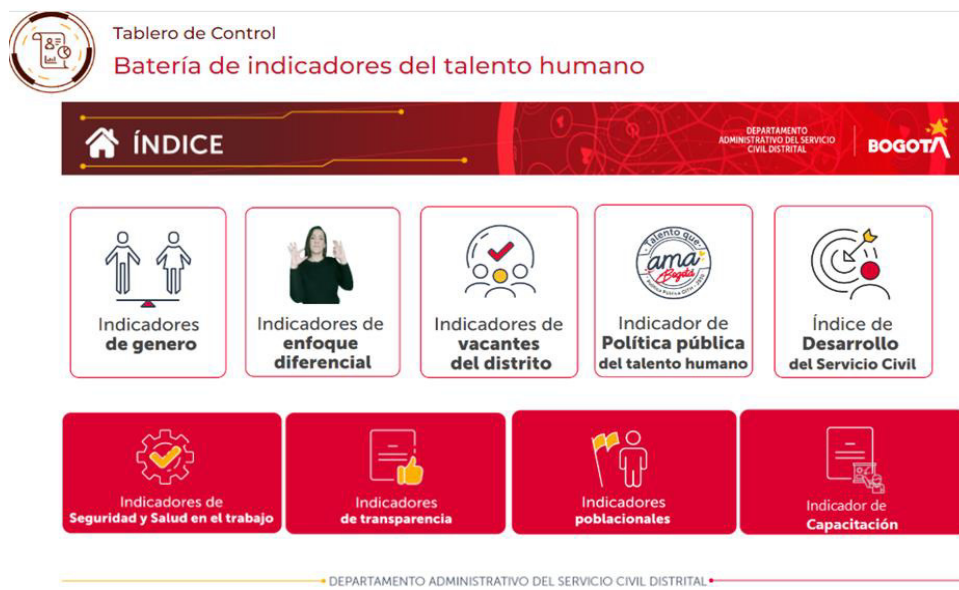 Tablero de Control
Batería de indicadores del talento humano
ÍNDICE
DEPARTAMENTO
ADMINISTRATIVO DEL SERVICIO
CIVIL DISTRITAL
BOGOTÁ
Indicadores
de genero
Indicadores de
enfoque
diferencial
Indicadores de
vacantes
del distrito
Talento que
ama
Bogotá
Indicador de
Política pública
del talento humano
Índice de
Desarrollo
del Servicio Civil
Indicadores de
Seguridad y Salud en el trabajo
Indicadores
de transparencia
Indicadores
poblacionales
Indicador de
Capacitación
DEPARTAMENTO ADMINISTRATIVO DEL SERVICIO CIVIL DISTRITAL